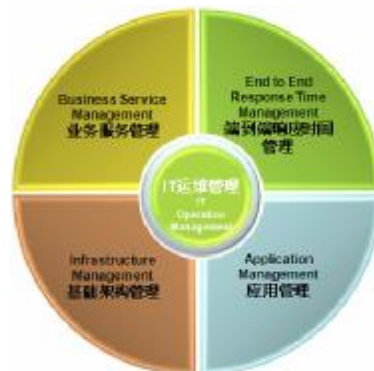 Business Service
Management
业务服务管理
End to End
Response Time
Management
端到端响应时间
管理
IT运维管理
IT
Operation
Management
Infrastructure
Management
基础架构管理
Application
Management
应用管理